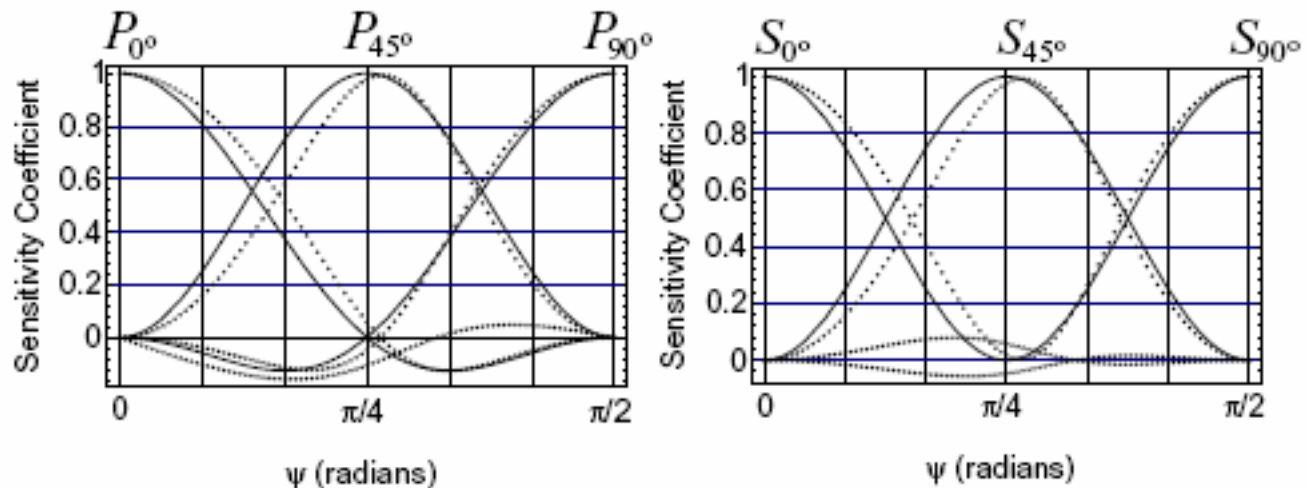 P0° P45° P90°
Sensitivity Coefficient
1
0.8
0.6
0.4
0.2
0
0 π/4 π/2
ψ (radians)
S0° S45° S90°
Sensitivity Coefficient
1
0.8
0.6
0.4
0.2
0
0 π/4 π/2
ψ (radians)